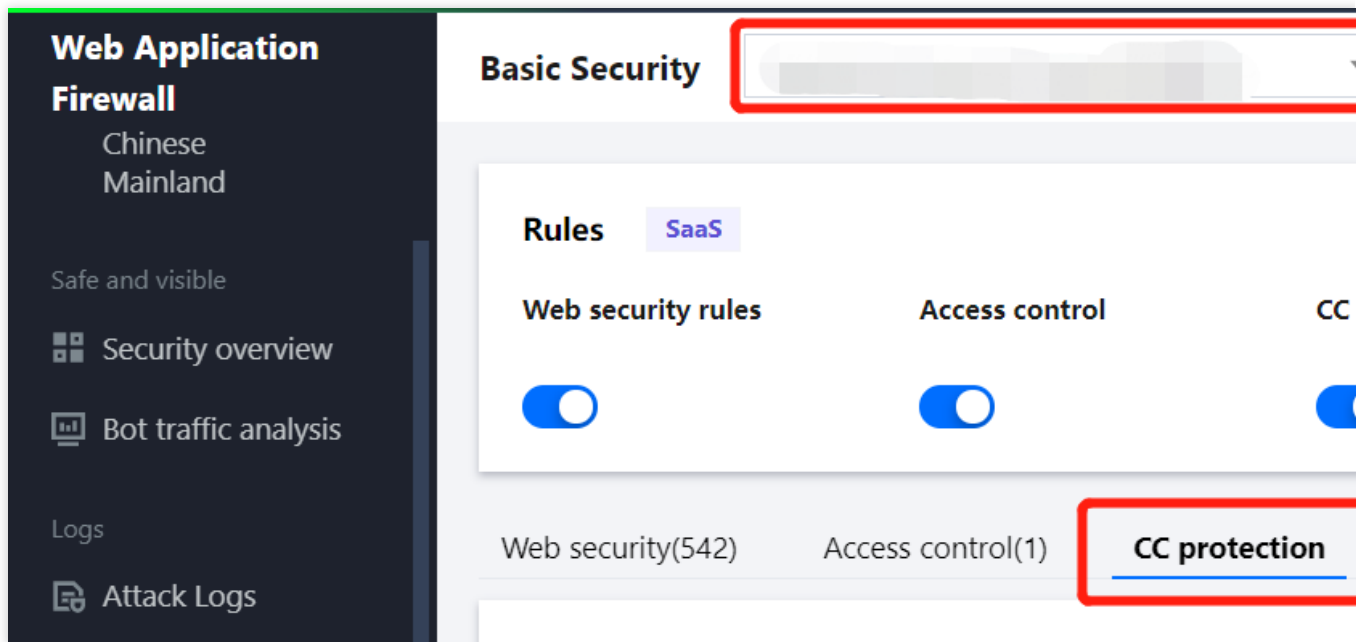 Web Application
Firewall
Chinese
Mainland
Safe and visible
Security overview
Bot traffic analysis
Logs
Attack Logs
Basic Security
Rules
SaaS
Web security rules
Access control
CC
Web security(542)
Access control(1)
CC protection